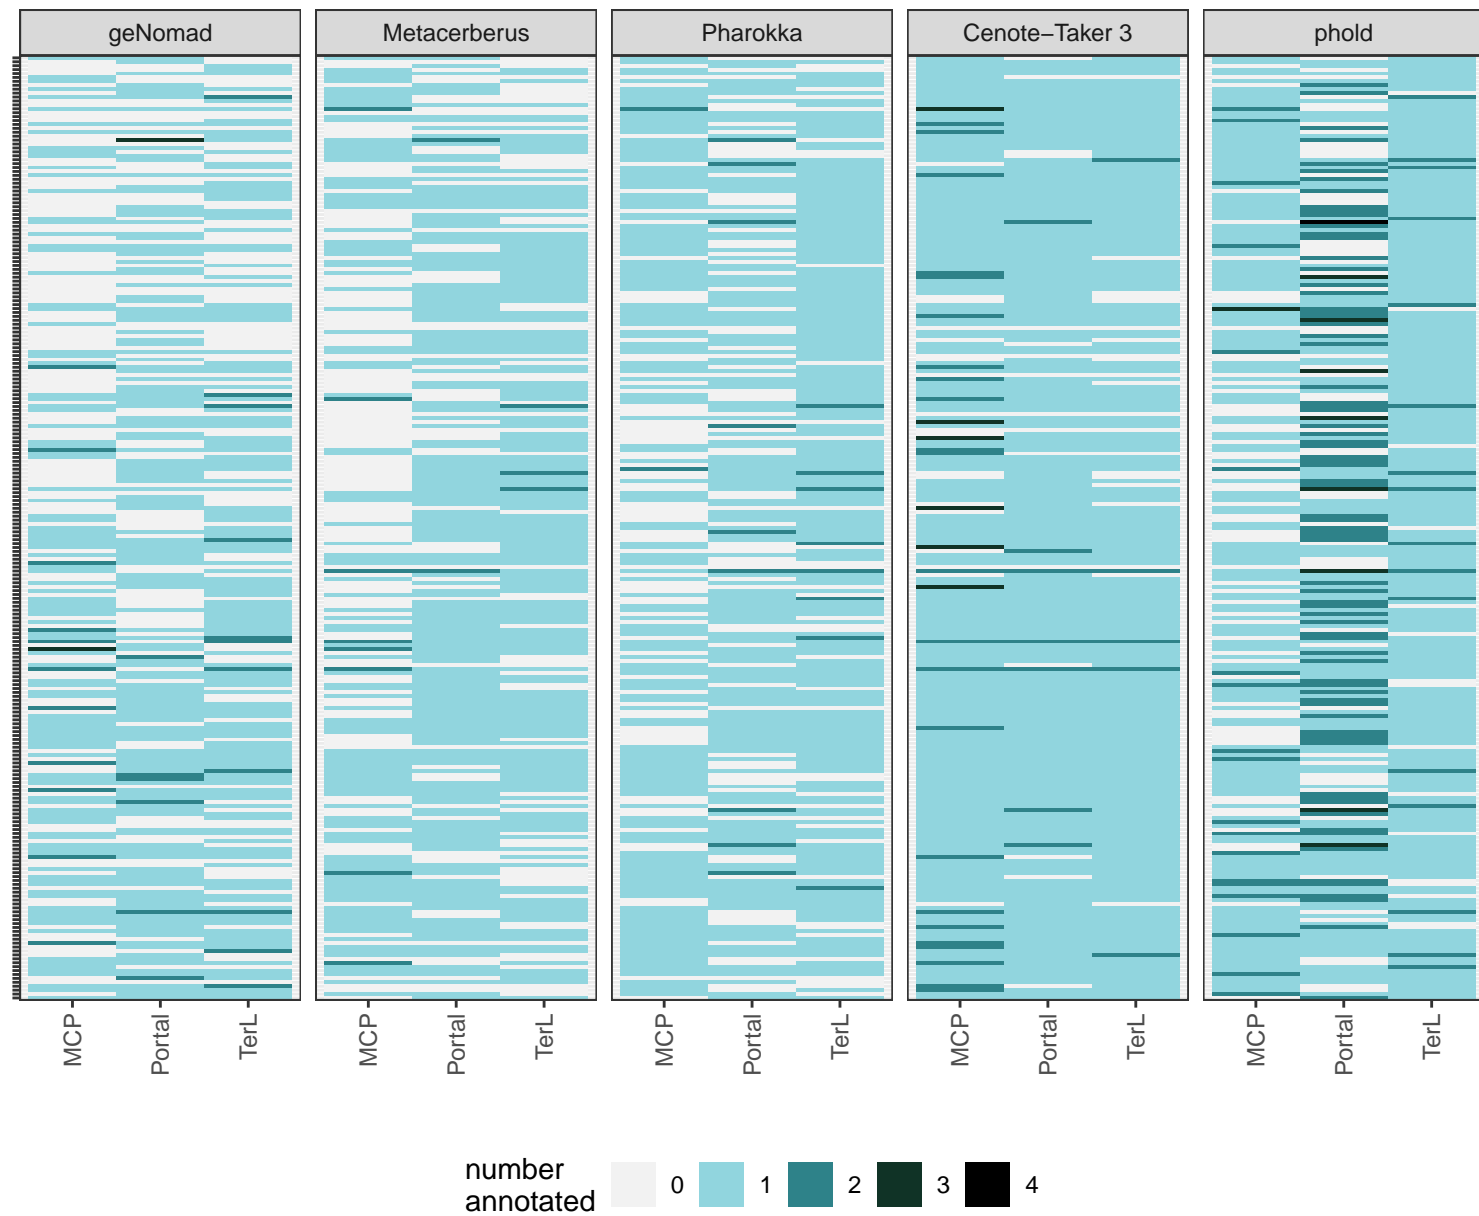 geNomad Metacerberus Pharokka Cenote−Taker 3 phold
MCP Portal TerL MCP Portal TerL MCP Portal TerL MCP Portal TerL MCP Portal TerL
number
annotated 0 1 2 3 4